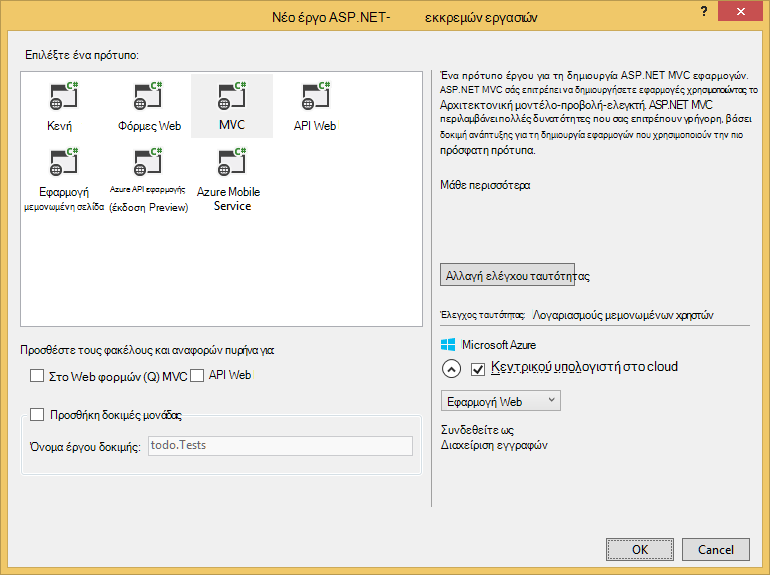 Νέο έργο ASP.NET- εκκρεμών εργασιών
?
Επιλέξτε ένα πρότυπο:
C# C# C# C#
Κενή Φόρμες Web MVC API Web
C# C# C#
Εφαρμογή Azure API εφαρμογής Azure Mobile
μεμονωμένη σελίδα (έκδοση Preview) Service
Προσθέστε τους φακέλους και αναφορών πυρήνα για
Στο Web φορμών (Q) MVC API Web
Προσθήκη δοκιμές μονάδας
Όνομα έργου δοκιμής: todo.Tests
Ένα πρότυπο έργου για τη δημιουργία ASP.NET MVC εφαρμογών.
ASP.NET MVC σάς επιτρέπει να δημιουργήσετε εφαρμογές χρησιμοποιώντας το
Αρχιτεκτονική μοντέλο-προβολή-ελεγκτή. ASP.NET MVC
περιλαμβάνει πολλές δυνατότητες που σας επιτρέπουν γρήγορη, βάσει
δοκιμή ανάπτυξης για τη δημιουργία εφαρμογών που χρησιμοποιούν την πιο
πρόσφατη πρότυπα.
Μάθε περισσότερα
Αλλαγή ελέγχου ταυτότητας
Έλεγχος ταυτότητας: Λογαριασμούς μεμονωμένων χρηστών
Microsoft Azure
Κεντρικού υπολογιστή στο cloud
Εφαρμογή Web
Συνδεθείτε ως
Διαχείριση εγγραφών
OK Cancel